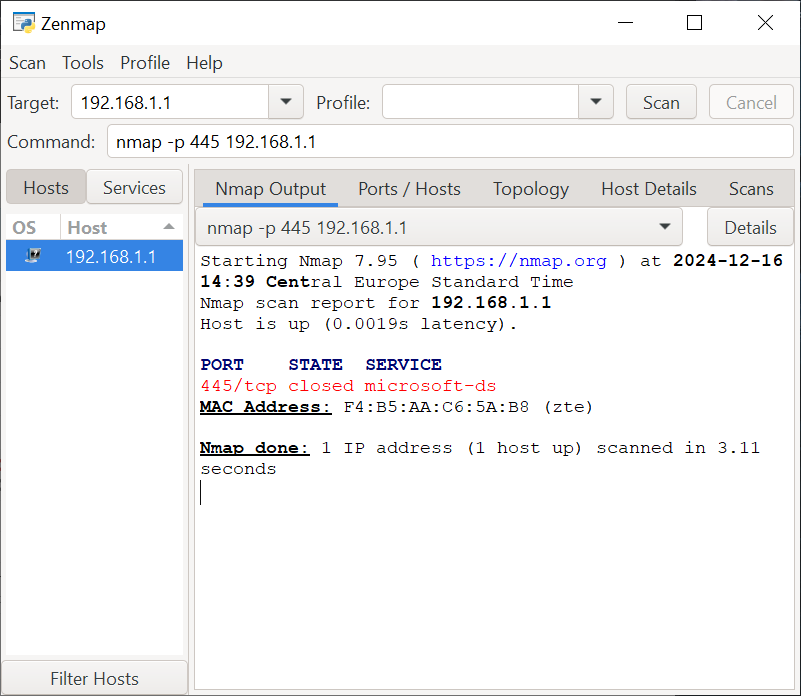 Zenmap
Scan Tools Profile Help
Target: 192.168.1.1 Profile: Scan Cancel
Command: nmap -p 445 192.168.1.1
Hosts Services
OS Host
192.168.1.1
Filter Hosts
Nmap Output Ports / Hosts Topology Host Details Scans
nmap -p 445 192.168.1.1 Details
Starting Nmap 7.95 ( https://nmap.org ) at 2024-12-16
14:39 Central Europe Standard Time
Nmap scan report for 192.168.1.1
Host is up (0.0019s latency).
PORT STATE SERVICE
445/tcp closed microsoft-ds
MAC Address: F4:B5:AA:C6:5A:B8 (zte)
Nmap done: 1 IP address (1 host up) scanned in 3.11
seconds